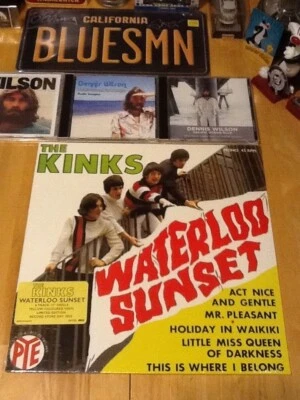 CALIFORNIA
BLUESMN
ILSON
Dennis Wilson
DENNIS WILSON
THE
KINKS
WATERLOO
SUNSET
ACT NICE
AND GENTLE
MR. PLEASANT
HOLIDAY IN WAIKIKI
LITTLE MISS QUEEN
OF DARKNESS
THIS IS WHERE I BELONG
THE
KINKS
WATERLOO SUNSET
PYE